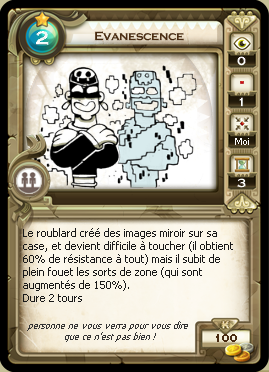 2
Evanescence
0
1
Moi
3
Le roublard créé des images miroir sur sa
case, et devient difficile à toucher (il obtient
60% de résistance à tout) mais il subit de
plein fouet les sorts de zone (qui sont
augmentés de 150%).
Dure 2 tours
personne ne vous verra pour vous dire
que ce n'est pas bien !
K
100